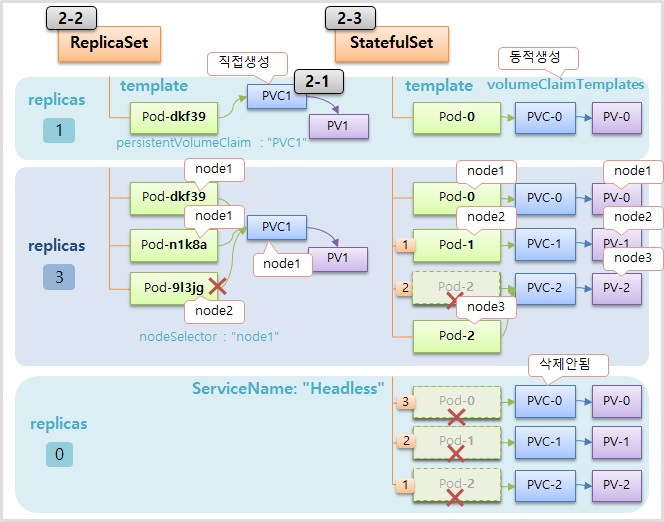 2-2
ReplicaSet
2-3
StatefulSet
직접생성
동적생성
template
2-1
template
volumeClaimTemplates
replicas
1
Pod-dkf39
PVC1
PV1
persistentVolumeClaim : "PVC1"
Pod-0
PVC-0
PV-0
replicas
3
node1
Pod-dkf39
node1
Pod-n1k8a
PVC1
PV1
node1
Pod-9l3jg
node2
nodeSelector : "node1"
node1
node1
Pod-0
PVC-0
PV-0
node2
node2
1
Pod-1
PVC-1
PV-1
node3
2
Pod-2
PVC-2
PV-2
node3
Pod-2
삭제안됨
ServiceName: "Headless"
replicas
0
3
Pod-0
PVC-0
PV-0
2
Pod-1
PVC-1
PV-1
1
Pod-2
PVC-2
PV-2